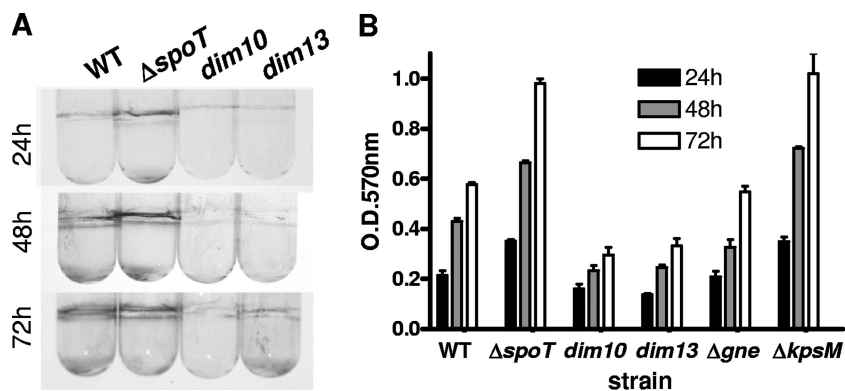 A
WT ΔspoT dim10 dim13
24h
48h
72h
B
O.D.570nm
1.0
0.8
0.6
0.4
0.2
0.0
24h
48h
72h
WT ΔspoT dim10 dim13 Δgne ΔkpsM
strain